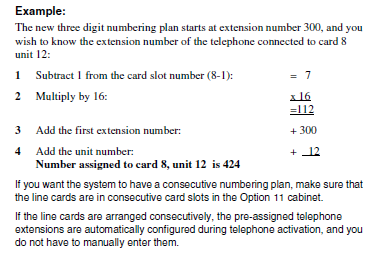 Example:
The new three digit numbering plan starts at extension number 300, and you
wish to know the extension number of the telephone connected to card 8
unit 12:
1 Subtract 1 from the card slot number (8-1): = 7
2 Multiply by 16: x 16
=112
3 Add the first extension number: + 300
4 Add the unit number: + 12
Number assigned to card 8, unit 12 is 424
If you want the system to have a consecutive numbering plan, make sure that
the line cards are in consecutive card slots in the Option 11 cabinet.
If the line cards are arranged consecutively, the pre-assigned telephone
extensions are automatically configured during telephone activation, and you
do not have to manually enter them.